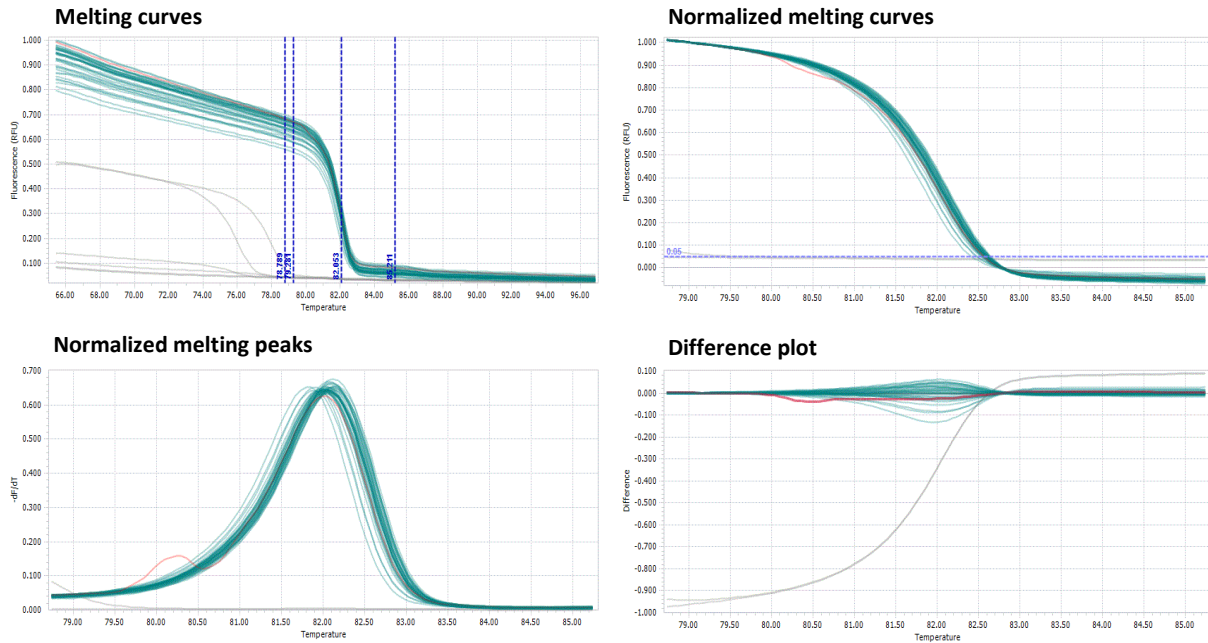 Melting curves
1.000
0.900
0.800
0.700
0.600
0.500
0.400
0.300
0.200
0.100
Fluorescence (RFU)
78.789
79.281
82.053
85.211
66.00 68.00 70.00 72.00 74.00 76.00 78.00 80.00 82.00 84.00 86.00 88.00 90.00 92.00 94.00 96.00
Temperature
Normalized melting curves
1.000
0.900
0.800
0.700
0.600
0.500
0.400
0.300
0.200
0.100
0.05
0.000
Fluorescence (RFU)
79.00 79.50 80.00 80.50 81.00 81.50 82.00 82.50 83.00 83.50 84.00 84.50 85.00
Temperature
Normalized melting peaks
0.700
0.600
0.500
0.400
0.300
0.200
0.100
0.000
-dF/dT
79.00 79.50 80.00 80.50 81.00 81.50 82.00 82.50 83.00 83.50 84.00 84.50 85.00
Temperature
Difference plot
0.100
0.000
-0.100
-0.200
-0.300
-0.400
-0.500
-0.600
-0.700
-0.800
-0.900
-1.000
Difference
79.00 79.50 80.00 80.50 81.00 81.50 82.00 82.50 83.00 83.50 84.00 84.50 85.00
Temperature